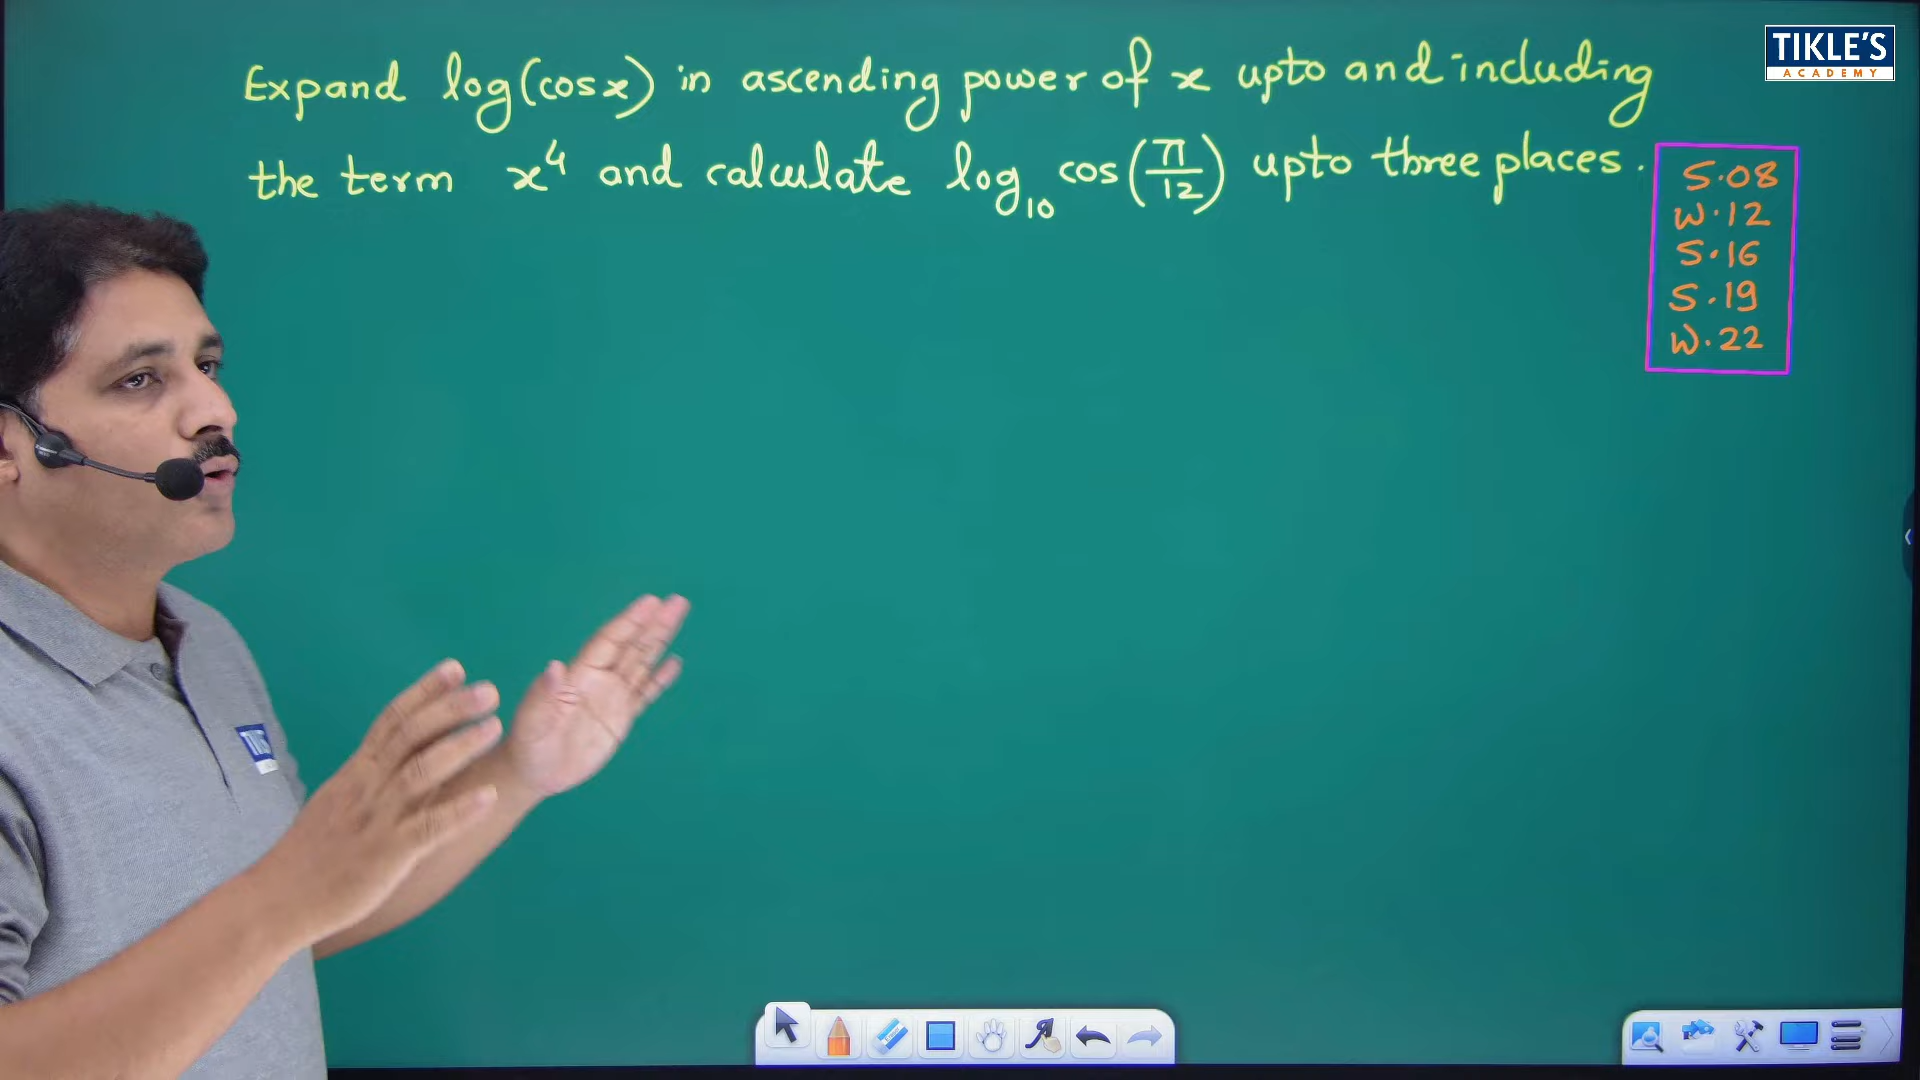 TIKLE'S
ACADEMY
Expand log(cosx) in ascending power of x upto and including
the term x⁴ and calculate log₁₀ cos(π/12) upto three places.
S.08
W.12
S.16
S.19
W.22